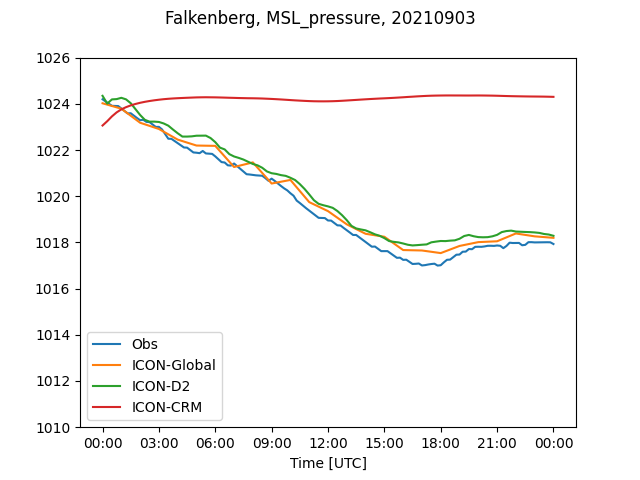 Falkenberg, MSL_pressure, 20210903
1026
1024
1022
1020
1018
1016
1014
1012
1010
Obs
ICON-Global
ICON-D2
ICON-CRM
00:00 03:00 06:00 09:00 12:00 15:00 18:00 21:00 00:00
Time [UTC]